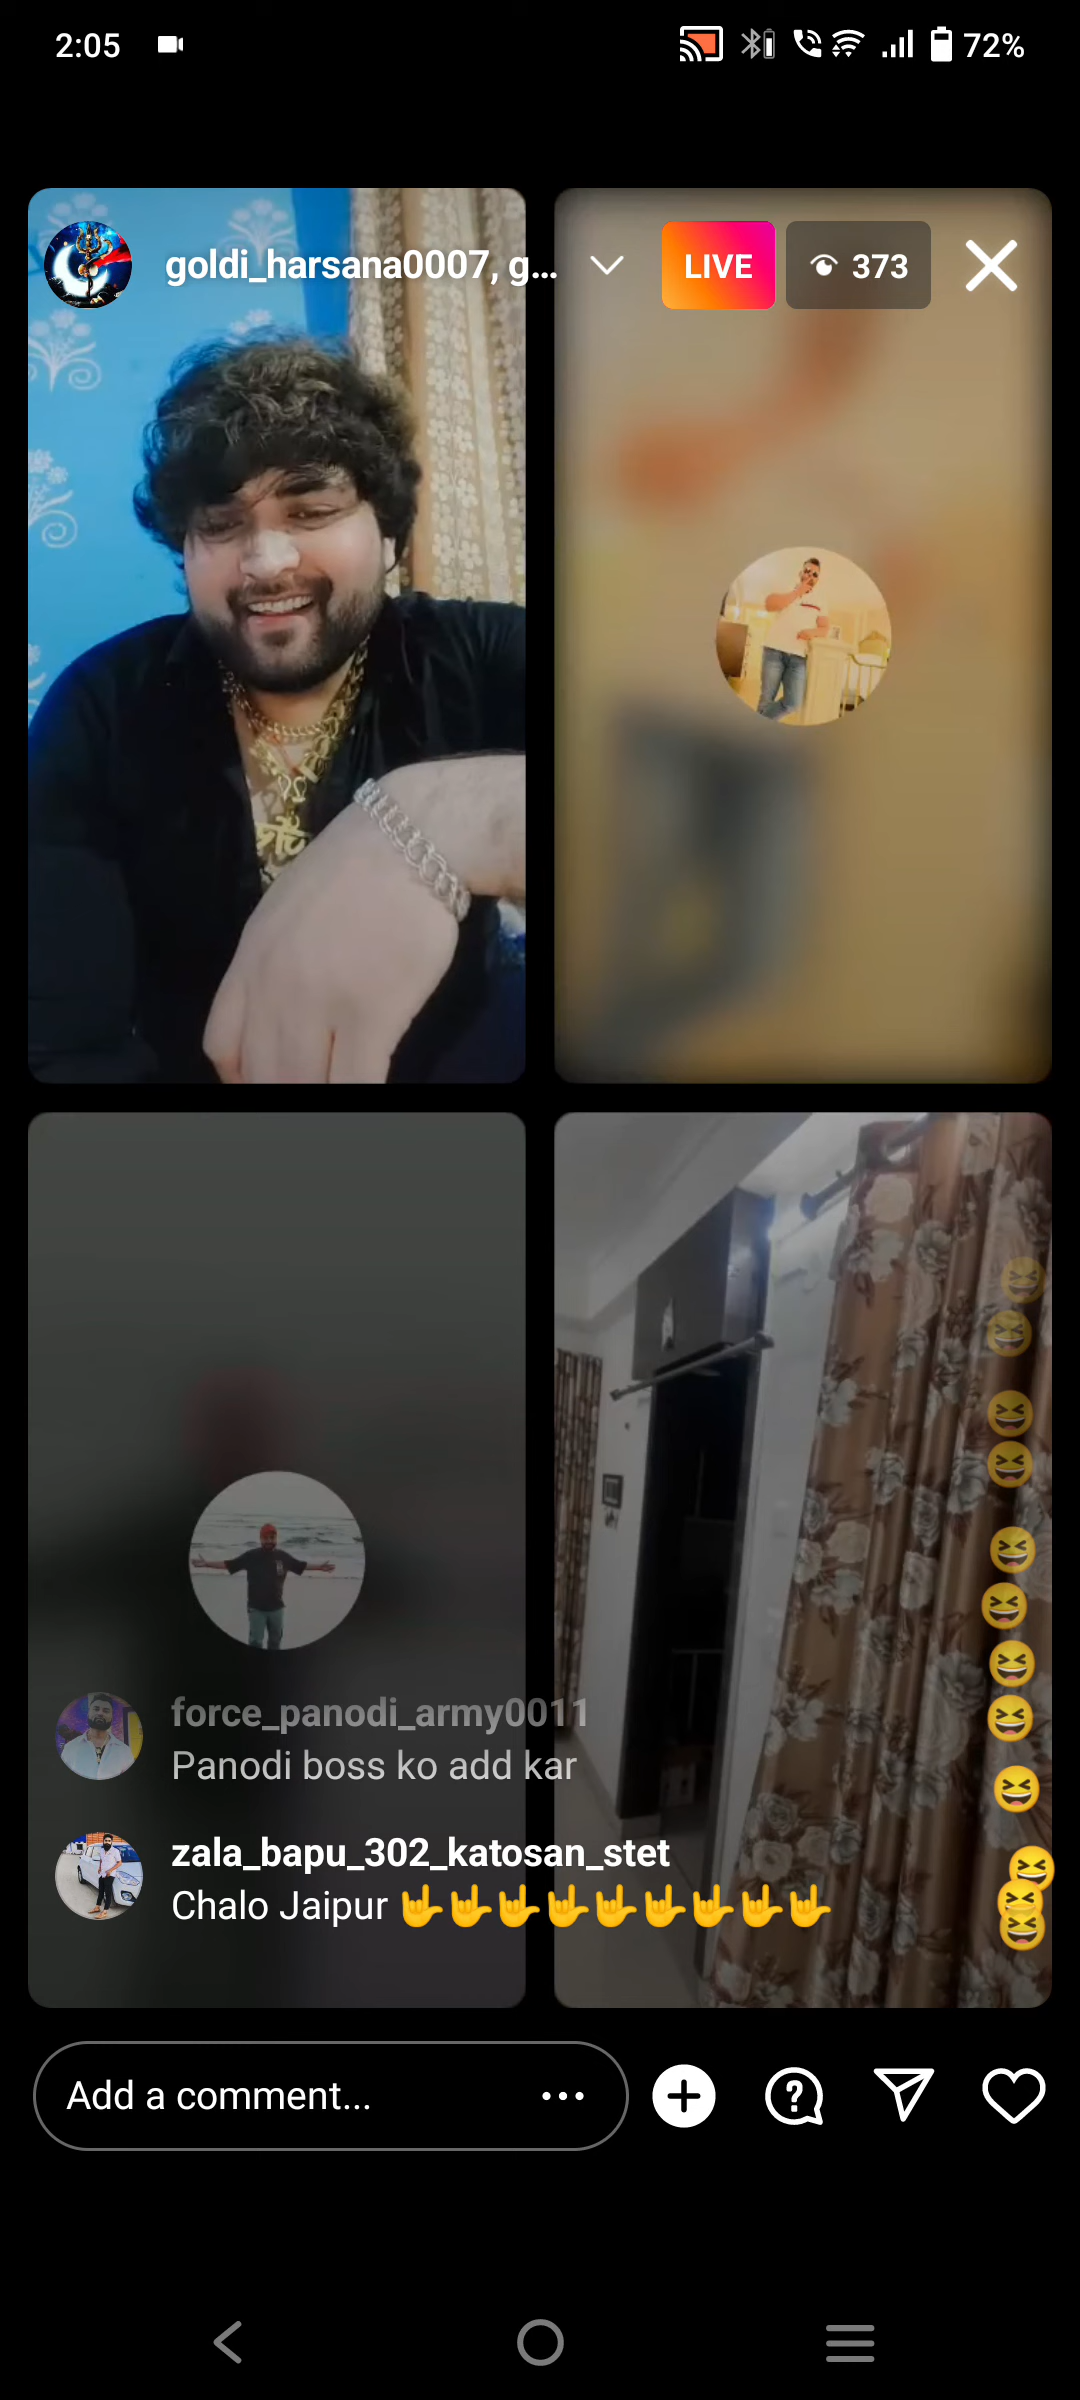 2:05
72%
goldi_harsana0007, g...
LIVE
373
force_panodi_army0011
Panodi boss ko add kar
zala_bapu_302_katosan_stet
Chalo Jaipur 🤟🤟🤟🤟🤟🤟🤟🤟🤟
Add a comment...